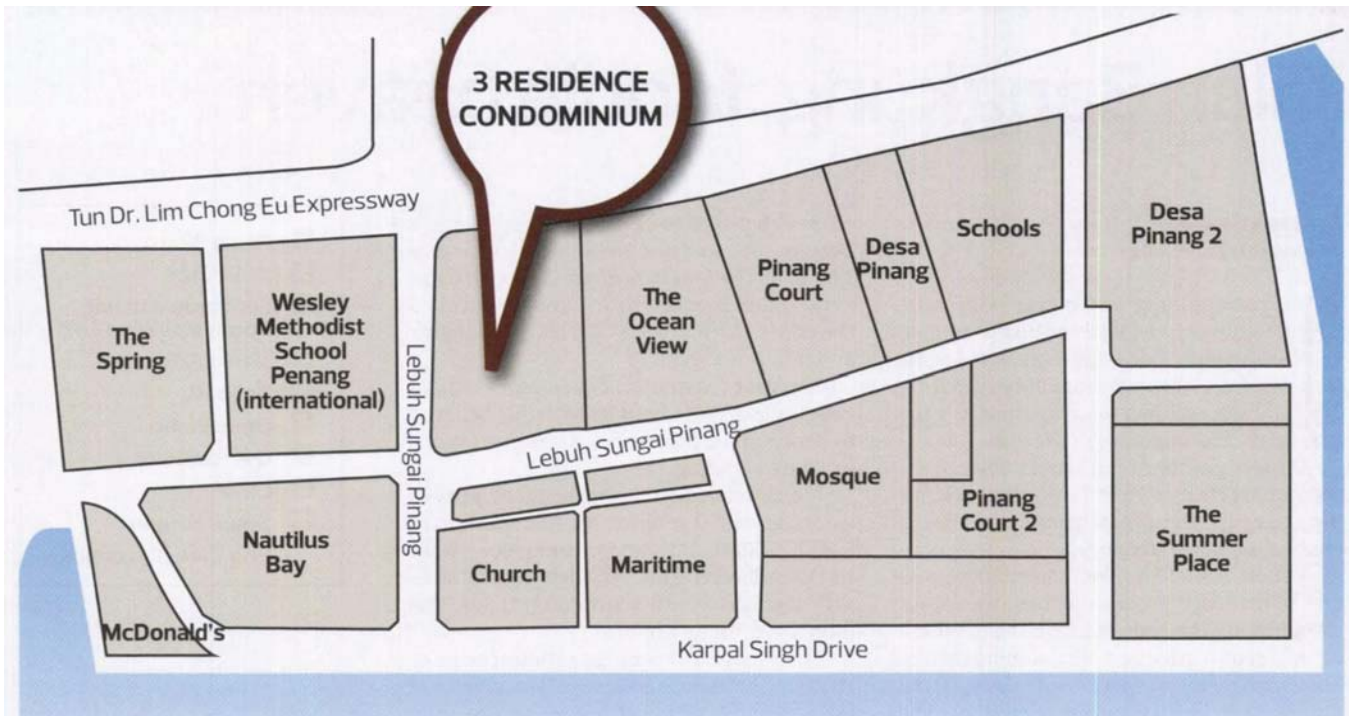 3 RESIDENCE
CONDOMINIUM
Tun Dr. Lim Chong Eu Expressway
The
Spring
Wesley
Methodist
School
Penang
(international)
Lebuh Sungai Pinang
The
Ocean
View
Pinang
Court
Desa
Pinang
Schools
Desa
Pinang 2
Lebuh Sungai Pinang
Nautilus
Bay
Church
Maritime
Mosque
Pinang
Court 2
The
Summer
Place
McDonald's
Karpal Singh Drive